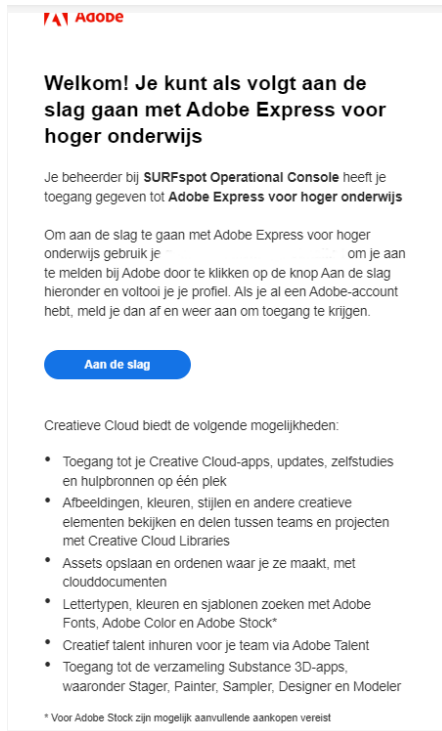 Adobe
Welkom! Je kunt als volgt aan de
slag gaan met Adobe Express voor
hoger onderwijs
Je beheerder bij SURFspot Operational Console heeft je
toegang gegeven tot Adobe Express voor hoger onderwijs
Om aan de slag te gaan met Adobe Express voor hoger
onderwijs gebruik je om je aan
te melden bij Adobe door te klikken op de knop Aan de slag
hieronder en voltooi je je profiel. Als je al een Adobe-account
hebt, meld je dan af en weer aan om toegang te krijgen.
Aan de slag
Creatieve Cloud biedt de volgende mogelijkheden:
• Toegang tot je Creative Cloud-apps, updates, zelfstudies
en hulpbronnen op één plek
• Afbeeldingen, kleuren, stijlen en andere creatieve
elementen bekijken en delen tussen teams en projecten
met Creative Cloud Libraries
• Assets opslaan en ordenen waar je ze maakt, met
clouddocumenten
• Lettertypen, kleuren en sjablonen zoeken met Adobe
Fonts, Adobe Color en Adobe Stock*
• Creatief talent inhuren voor je team via Adobe Talent
• Toegang tot de verzameling Substance 3D-apps,
waaronder Stager, Painter, Sampler, Designer en Modeler
* Voor Adobe Stock zijn mogelijk aanvullende aankopen vereist